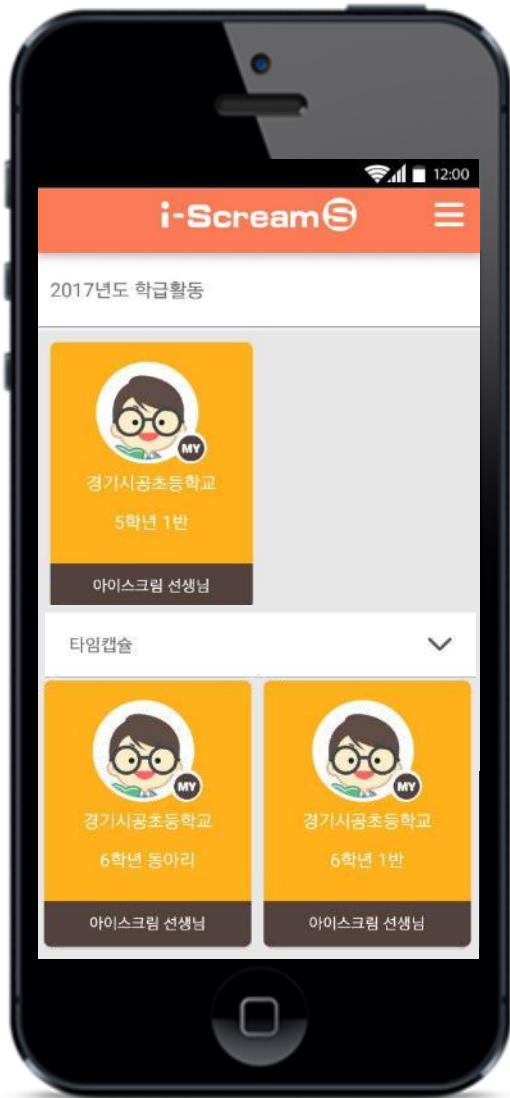 12:00
i-Scream S
2017년도 학급활동
MY
경기시공초등학교
5학년 1반
아이스크림 선생님
타임캡슐
MY
경기시공초등학교
6학년 동아리
아이스크림 선생님
MY
경기시공초등학교
6학년 1반
아이스크림 선생님